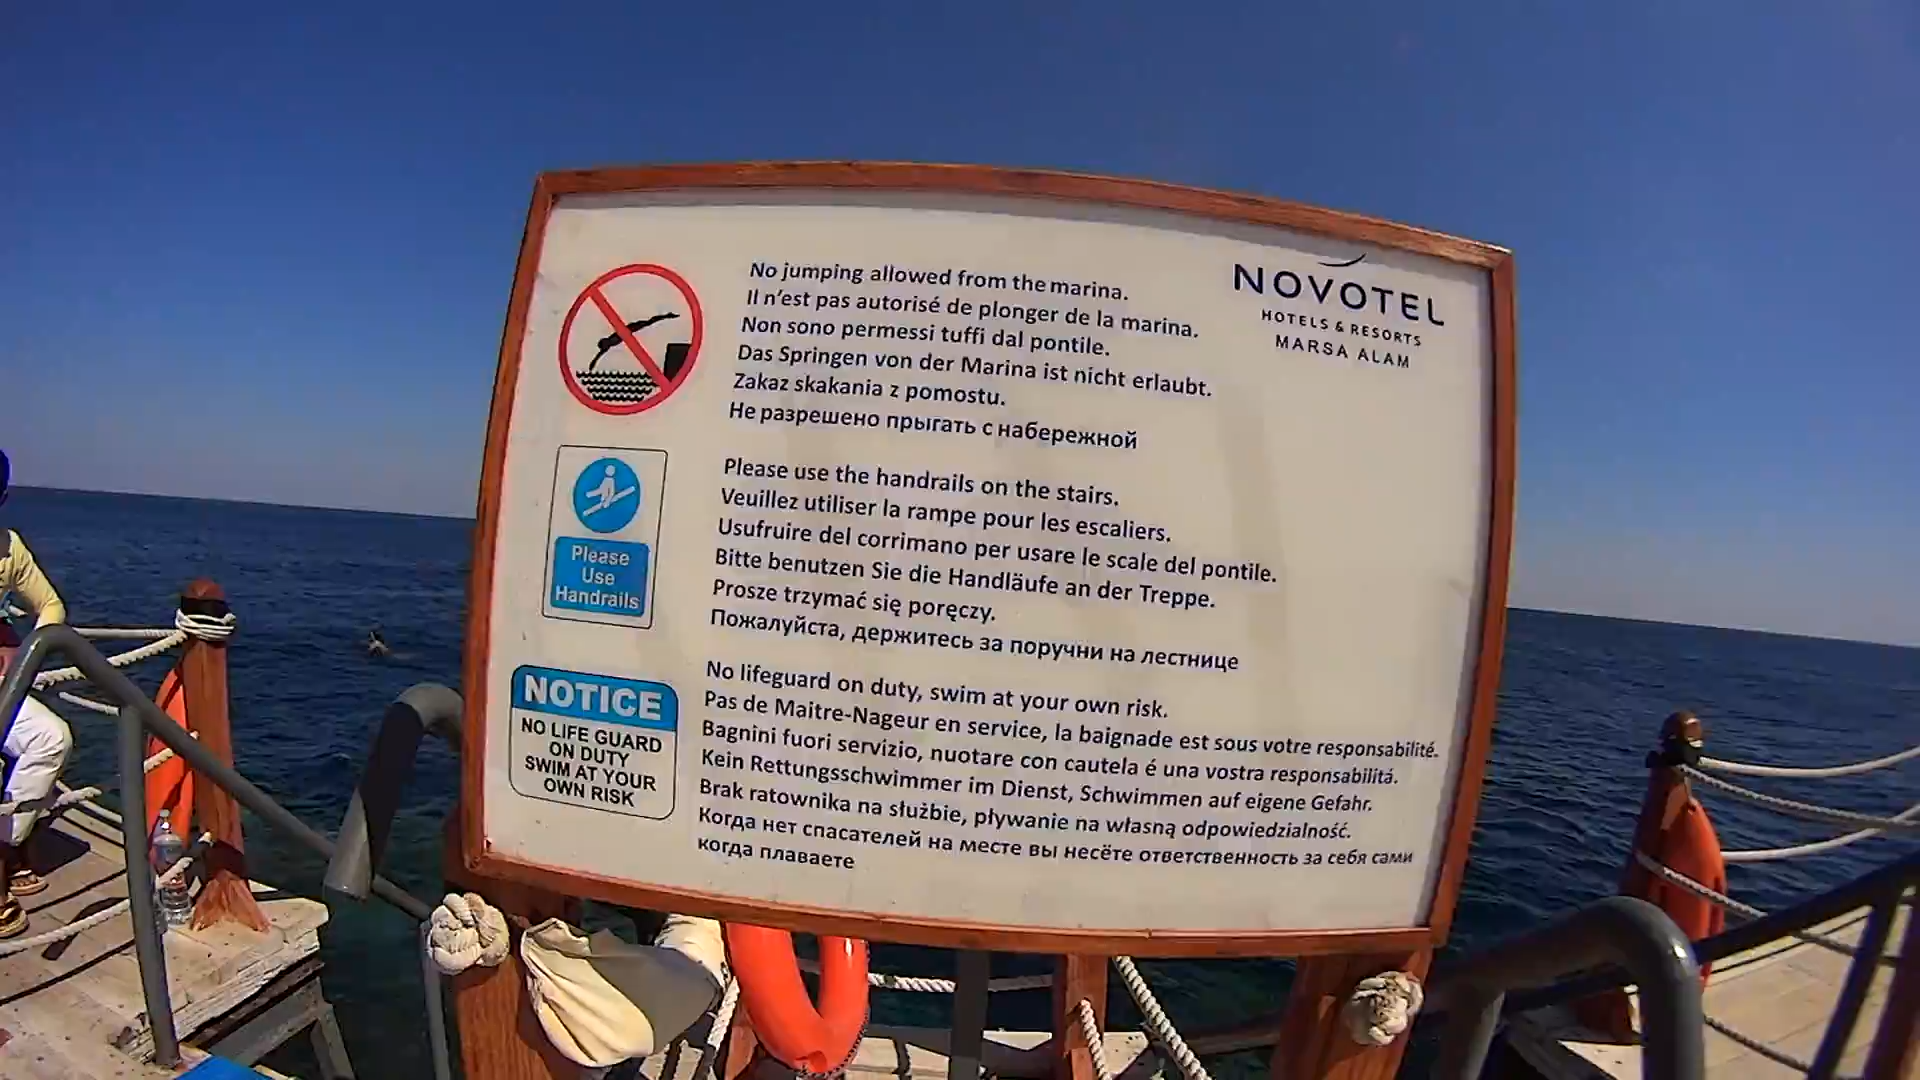 NOVOTEL
HOTELS & RESORTS
MARSA ALAM
No jumping allowed from the marina.
Il n'est pas autorisé de plonger de la marina.
Non sono permessi tuffi dal pontile.
Das Springen von der Marina ist nicht erlaubt.
Zakaz skakania z pomostu.
Не разрешено прыгать с набережной
Please
Use
Handrails
Please use the handrails on the stairs.
Veuillez utiliser la rampe pour les escaliers.
Usufruire del corrimano per usare le scale del pontile.
Bitte benutzen Sie die Handläufe an der Treppe.
Prosze trzymać się poręczy.
Пожалуйста, держитесь за поручни на лестнице
NOTICE
NO LIFE GUARD
ON DUTY
SWIM AT YOUR
OWN RISK
No lifeguard on duty, swim at your own risk.
Pas de Maitre-Nageur en service, la baignade est sous votre responsabilité.
Bagnini fuori servizio, nuotare con cautela é una vostra responsabilitá.
Kein Rettungsschwimmer im Dienst, Schwimmen auf eigene Gefahr.
Brak ratownika na służbie, pływanie na własną odpowiedzialność.
Когда нет спасателей на месте вы несёте ответственность за себя сами
когда плаваете